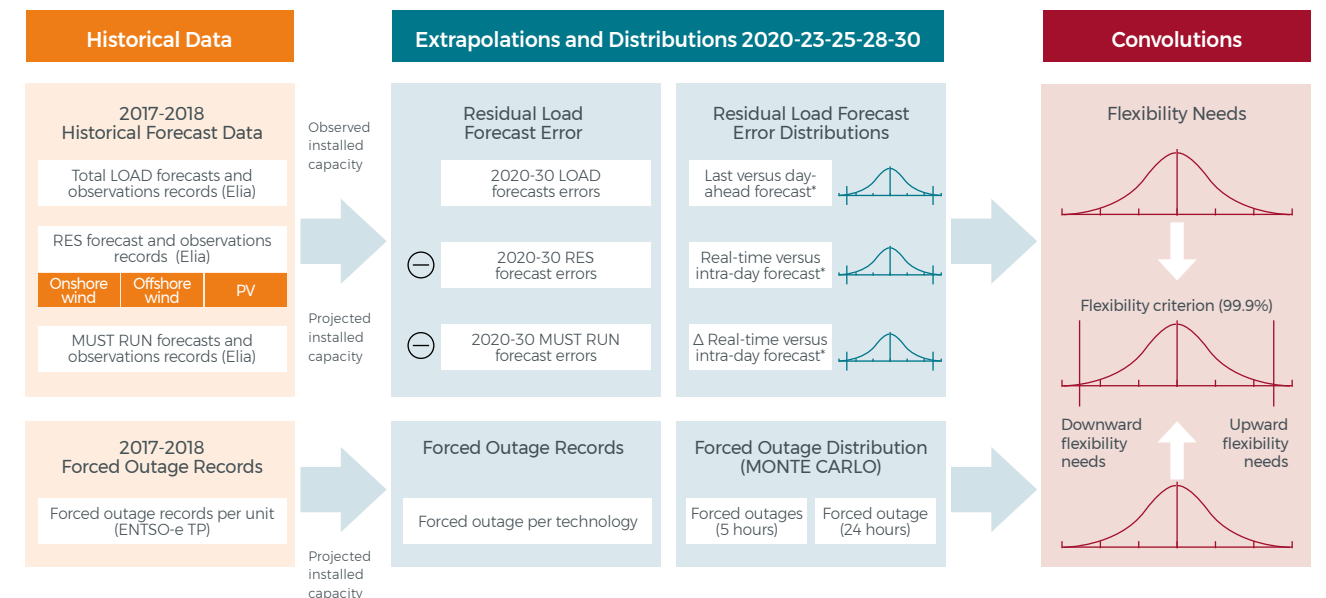 Historical Data
Extrapolations and Distributions 2020-23-25-28-30
Convolutions
2017-2018
Historical Forecast Data
Total LOAD forecasts and
observations records (Elia)
RES forecast and observations
records (Elia)
Onshore
wind
Offshore
wind
PV
MUST RUN forecasts and
observations records (Elia)
Observed
installed
capacity
Projected
installed
capacity
Residual Load
Forecast Error
2020-30 LOAD
forecasts errors
2020-30 RES
forecast errors
2020-30 MUST RUN
forecast errors
Residual Load Forecast
Error Distributions
Last versus day-
ahead forecast*
Real-time versus
intra-day forecast*
Δ Real-time versus
intra-day forecast*
Flexibility Needs
Flexibility criterion (99.9%)
Downward
flexibility
needs
Upward
flexibility
needs
2017-2018
Forced Outage Records
Forced outage records per unit
(ENTSO-e TP)
Projected
installed
capacity
Forced Outage Records
Forced outage per technology
Forced Outage Distribution
(MONTE CARLO)
Forced outages
(5 hours)
Forced outage
(24 hours)